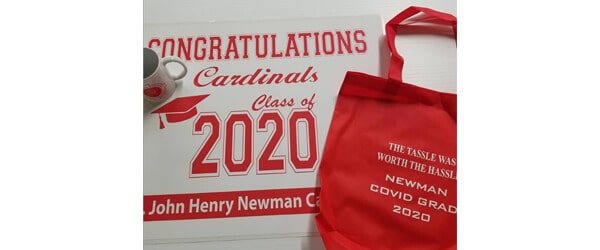 CONGRATULATIONS
Cardinals
Class of
2020
John Henry Newman
THE TASSLE WAS
WORTH THE HASSLE
NEWMAN
COVID GRAD
2020